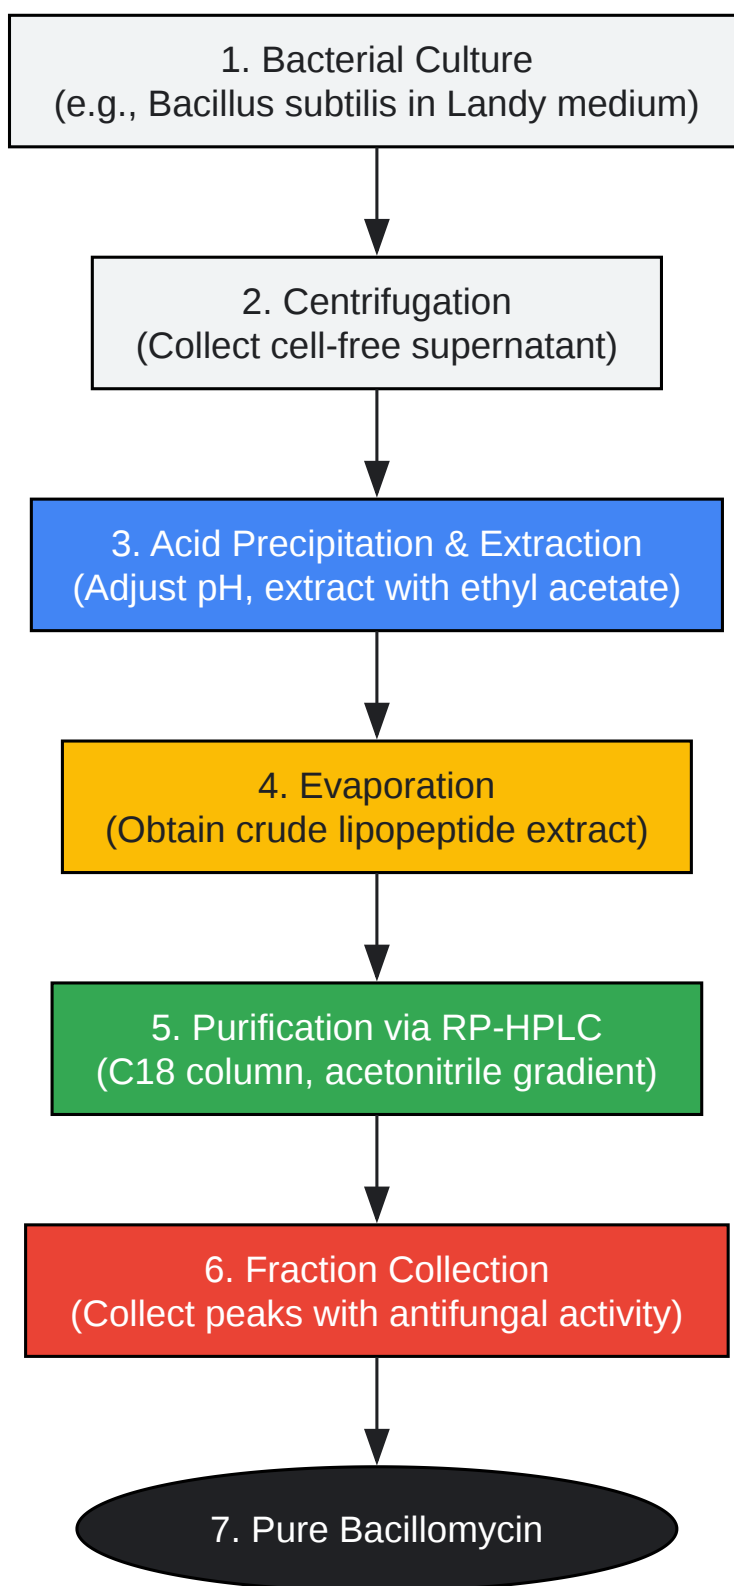 1. Bacterial Culture
(e.g., Bacillus subtilis in Landy medium)
2. Centrifugation
(Collect cell-free supernatant)
3. Acid Precipitation & Extraction
(Adjust pH, extract with ethyl acetate)
4. Evaporation
(Obtain crude lipopeptide extract)
5. Purification via RP-HPLC
(C18 column, acetonitrile gradient)
6. Fraction Collection
(Collect peaks with antifungal activity)
7. Pure Bacillomycin